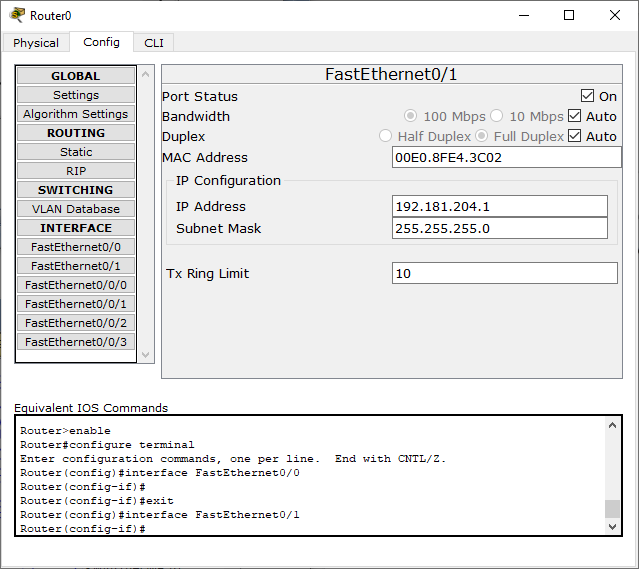 Router0
Physical Config CLI
GLOBAL
Settings
Algorithm Settings
ROUTING
Static
RIP
SWITCHING
VLAN Database
INTERFACE
FastEthernet0/0
FastEthernet0/1
FastEthernet0/0/0
FastEthernet0/0/1
FastEthernet0/0/2
FastEthernet0/0/3
FastEthernet0/1
Port Status On
Bandwidth 100 Mbps 10 Mbps Auto
Duplex Half Duplex Full Duplex Auto
MAC Address 00E0.8FE4.3C02
IP Configuration
IP Address 192.181.204.1
Subnet Mask 255.255.255.0
Tx Ring Limit 10
Equivalent IOS Commands
Router>enable
Router#configure terminal
Enter configuration commands, one per line. End with CNTL/Z.
Router(config)#interface FastEthernet0/0
Router(config-if)#
Router(config-if)#exit
Router(config)#interface FastEthernet0/1
Router(config-if)#